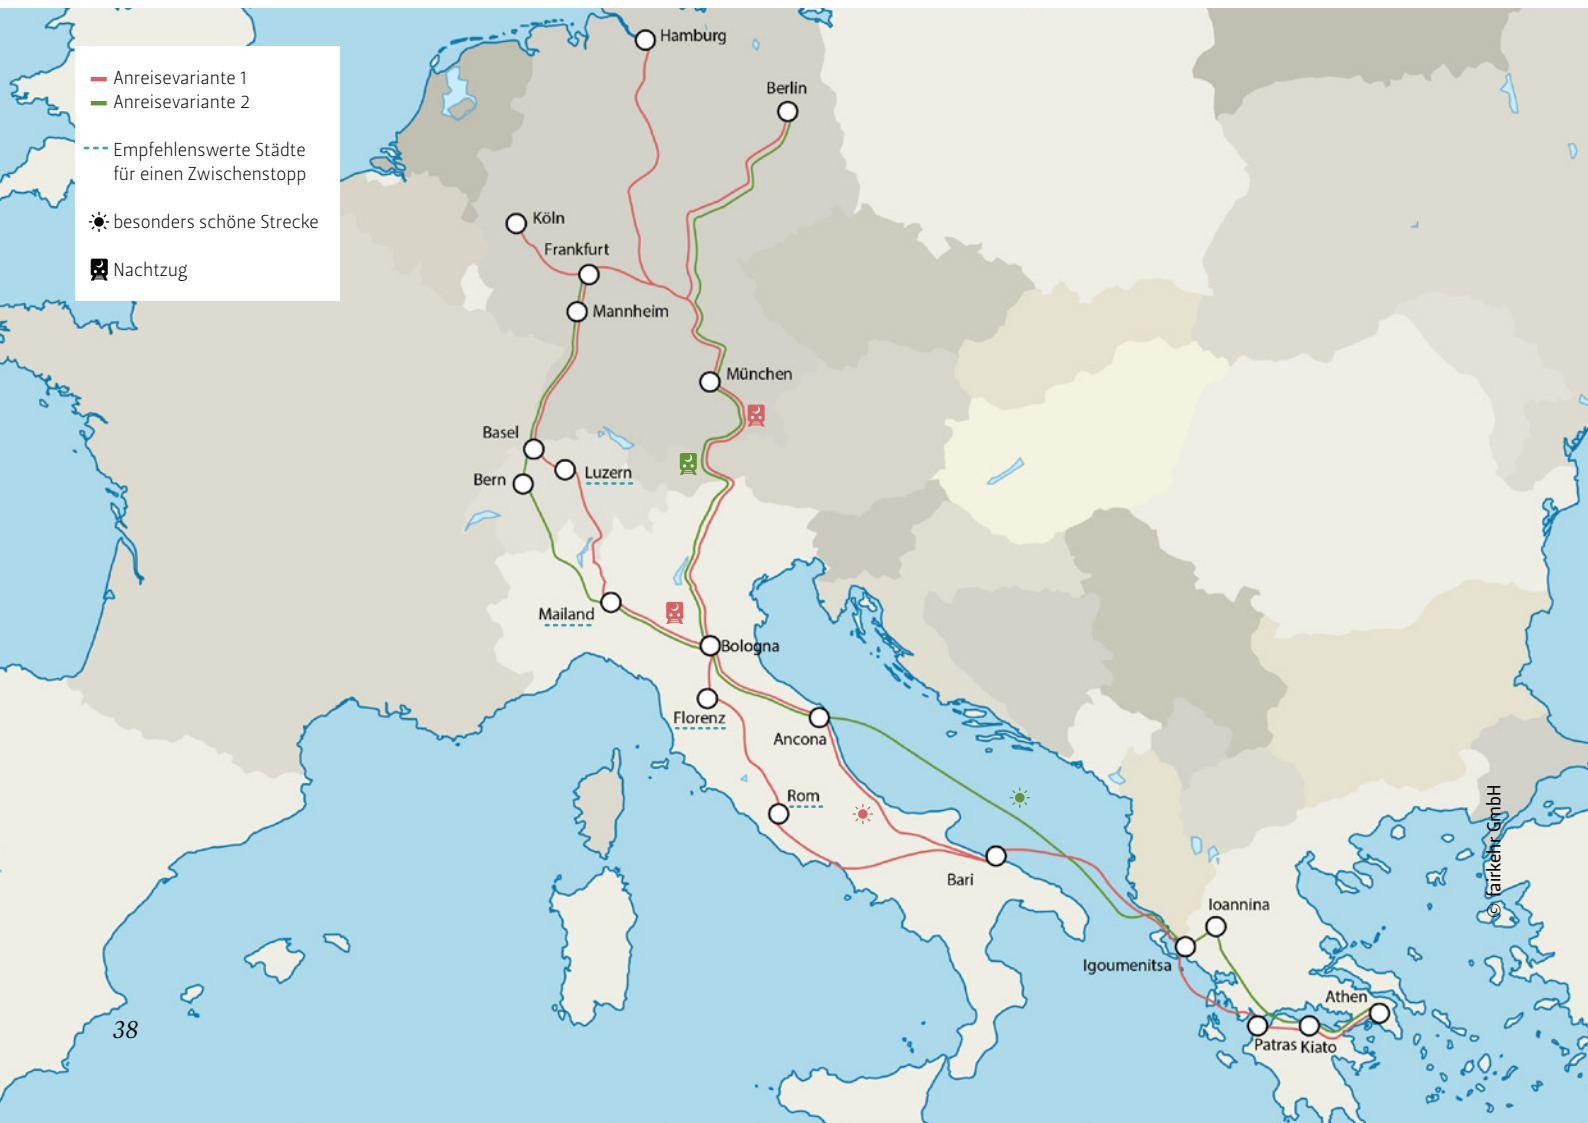 Anreisevariante 1
Anreisevariante 2
Empfehlenswerte Städte
für einen Zwischenstopp
besonders schöne Strecke
Nachtzug
Hamburg
Berlin
Köln
Frankfurt
Mannheim
München
Basel
Luzern
Bern
Mailand
Bologna
Florenz
Ancona
Rom
Bari
Ioannina
Igoumenitsa
Athen
Patras
Kiato
© fairkehr GmbH
38